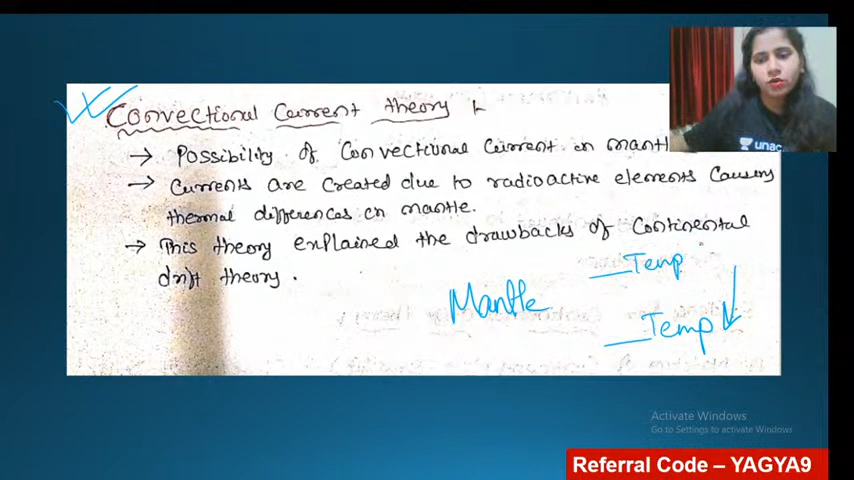 Convectional Current theory
unac
→ Possibility of Convectional Current in mantl
→ Currents are created due to radioactive elements causing
thermal differences in mantle.
→ This theory explained the drawbacks of Continental
drift theory.
Temp
Mantle
Temp
Activate Windows
Go to Settings to activate Windows.
Referral Code – YAGYA9